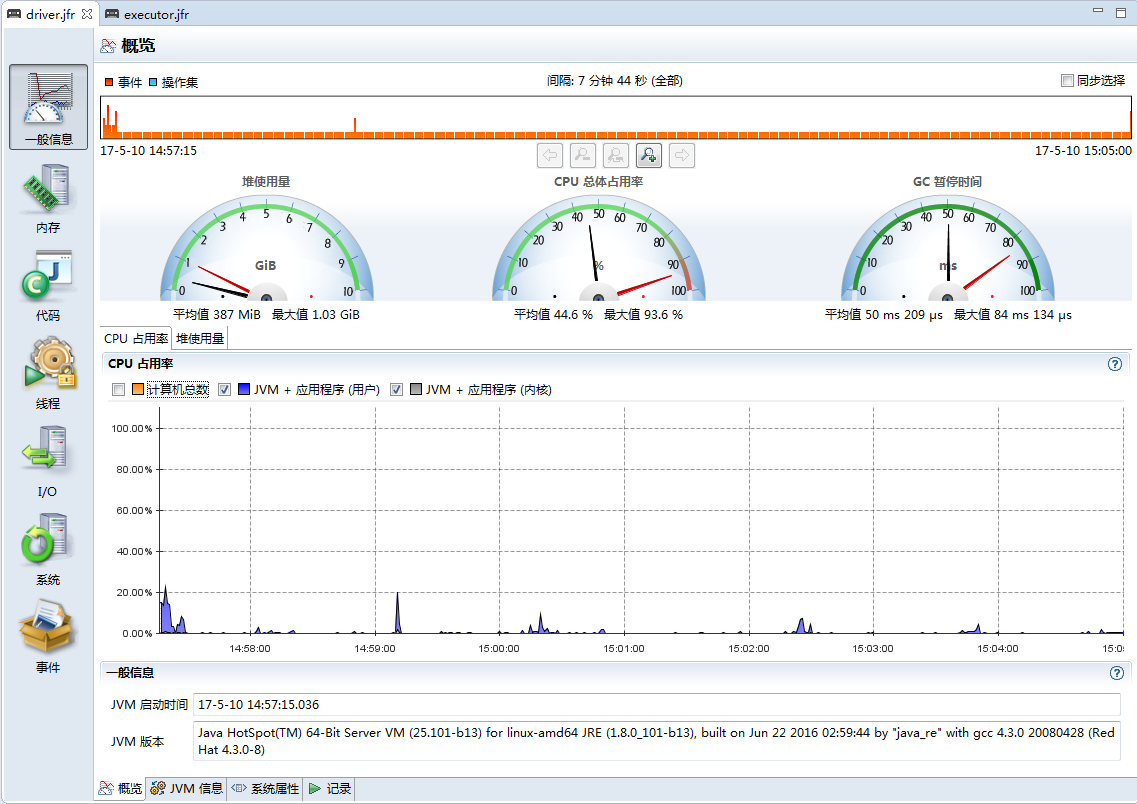 driver.jfr
executor.jfr
概览
一般信息
内存
代码
线程
I/O
系统
事件
事件 操作集
间隔: 7 分钟 44 秒 (全部)
同步选择
17-5-10 14:57:15
17-5-10 15:05:00
堆使用量
0 1 2 3 4 5 6 7 8 9 10
GiB
平均值 387 MiB 最大值 1.03 GiB
CPU 总体占用率
0 10 20 30 40 50 60 70 80 90 100
%
平均值 44.6 % 最大值 93.6 %
GC 暂停时间
0 10 20 30 40 50 60 70 80 90 100
ms
平均值 50 ms 209 µs 最大值 84 ms 134 µs
CPU 占用率 堆使用量
CPU 占用率
计算机总数 JVM + 应用程序 (用户) JVM + 应用程序 (内核)
100.00%
80.00%
60.00%
40.00%
20.00%
0.00%
14:58:00 14:59:00 15:00:00 15:01:00 15:02:00 15:03:00 15:04:00 15:0
一般信息
JVM 启动时间 17-5-10 14:57:15.036
JVM 版本
Java HotSpot(TM) 64-Bit Server VM (25.101-b13) for linux-amd64 JRE (1.8.0_101-b13), built on Jun 22 2016 02:59:44 by "java_re" with gcc 4.3.0 20080428 (Red
Hat 4.3.0-8)
概览 JVM 信息 系统属性 记录